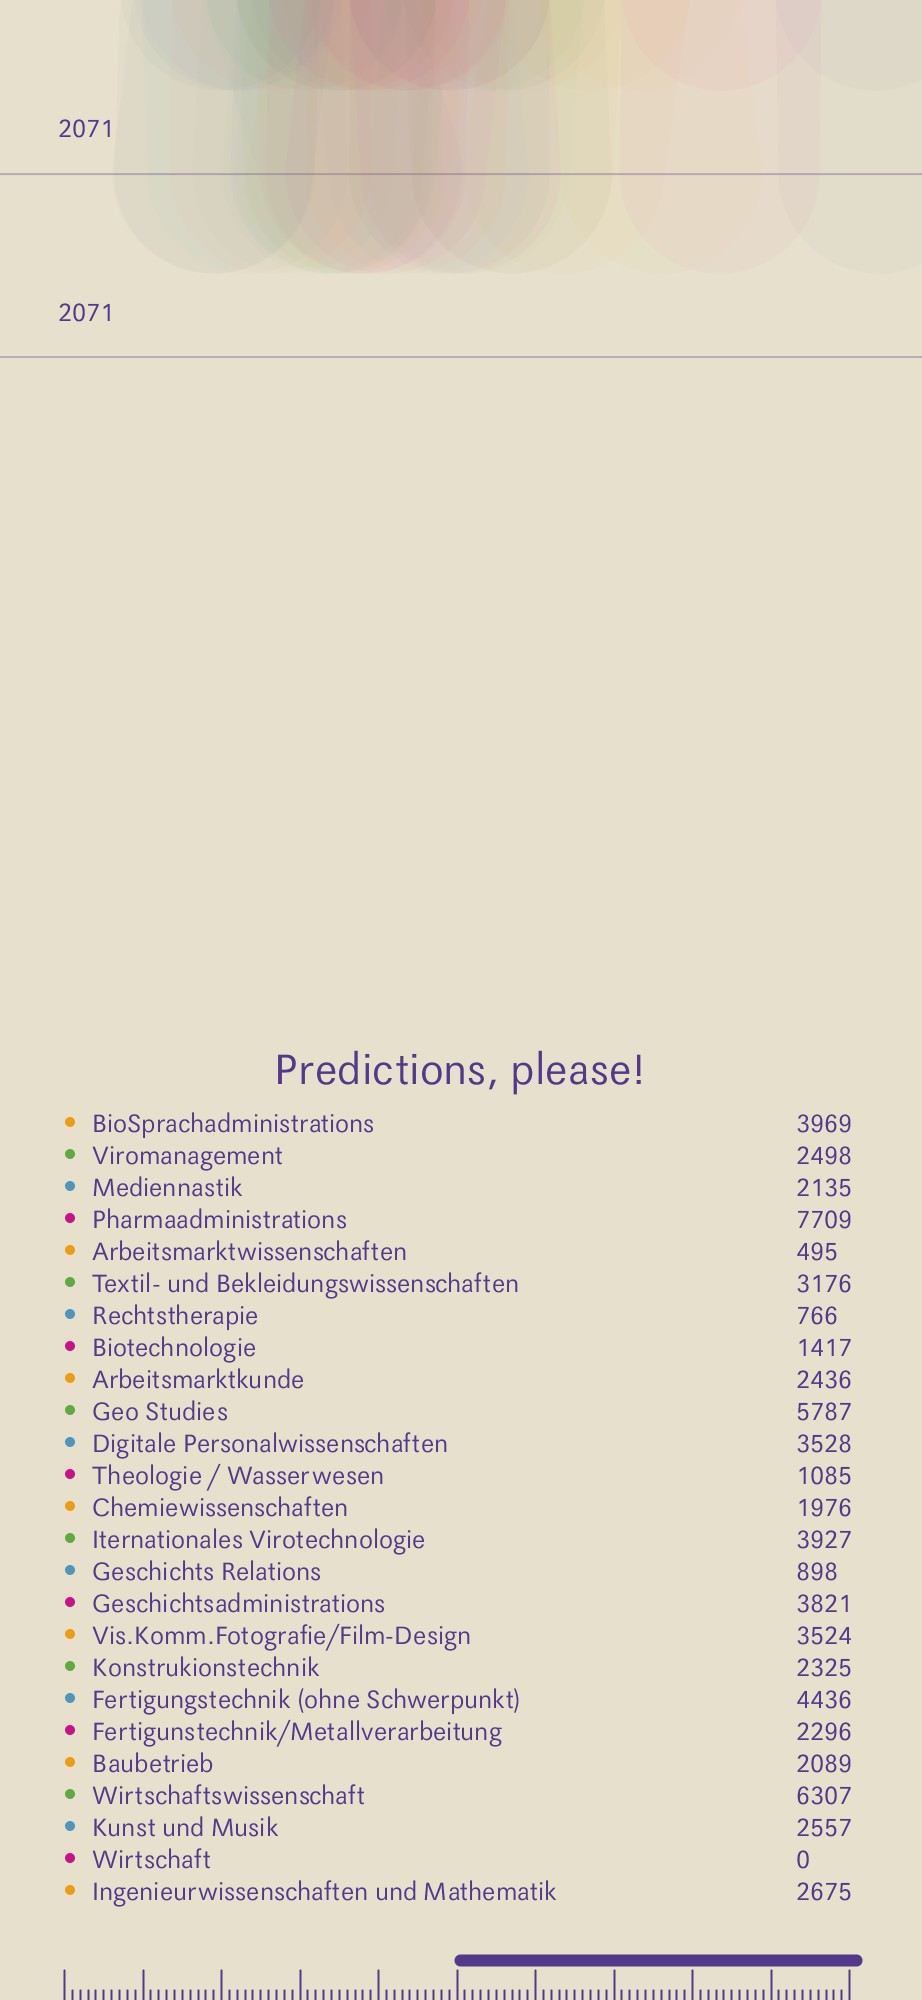 2071
2071
Predictions, please!
BioSprachadministrations 3969
Viromanagement 2498
Mediennastik 2135
Pharmaadministrations 7709
Arbeitsmarktwissenschaften 495
Textil- und Bekleidungswissenschaften 3176
Rechtstherapie 766
Biotechnologie 1417
Arbeitsmarktkunde 2436
Geo Studies 5787
Digitale Personalwissenschaften 3528
Theologie / Wasserwesen 1085
Chemiewissenschaften 1976
Iternationales Virotechnologie 3927
Geschichts Relations 898
Geschichtsadministrations 3821
Vis.Komm.Fotografie/Film-Design 3524
Konstrukionstechnik 2325
Fertigungstechnik (ohne Schwerpunkt) 4436
Fertigunstechnik/Metallverarbeitung 2296
Baubetrieb 2089
Wirtschaftswissenschaft 6307
Kunst und Musik 2557
Wirtschaft 0
Ingenieurwissenschaften und Mathematik 2675